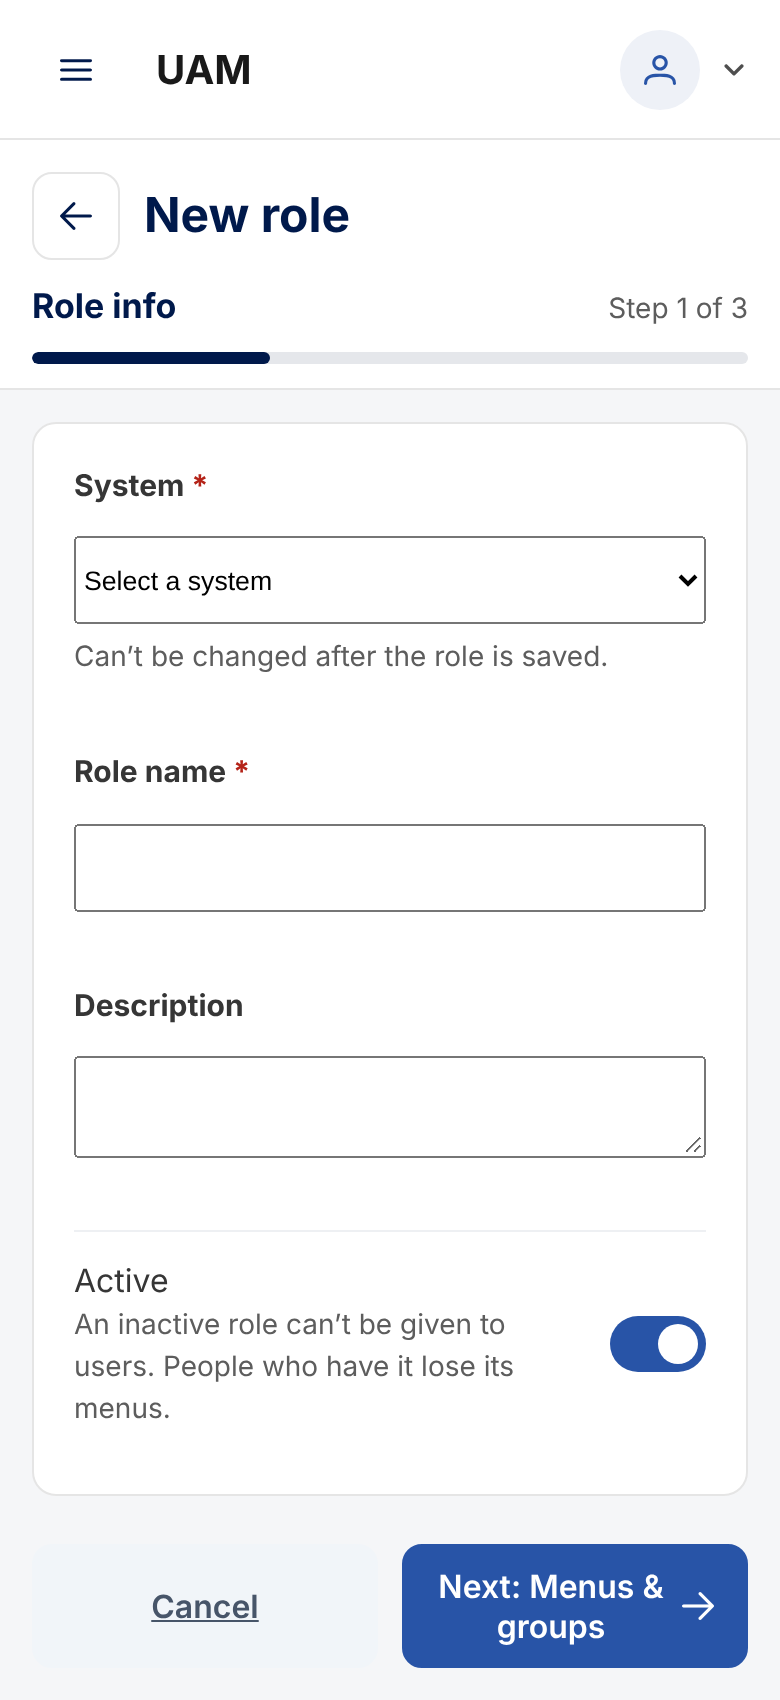 UAM
New role
Role info
Step 1 of 3
System *
Select a system
Can’t be changed after the role is saved.
Role name *
Description
Active
An inactive role can’t be given to
users. People who have it lose its
menus.
Cancel
Next: Menus &
groups